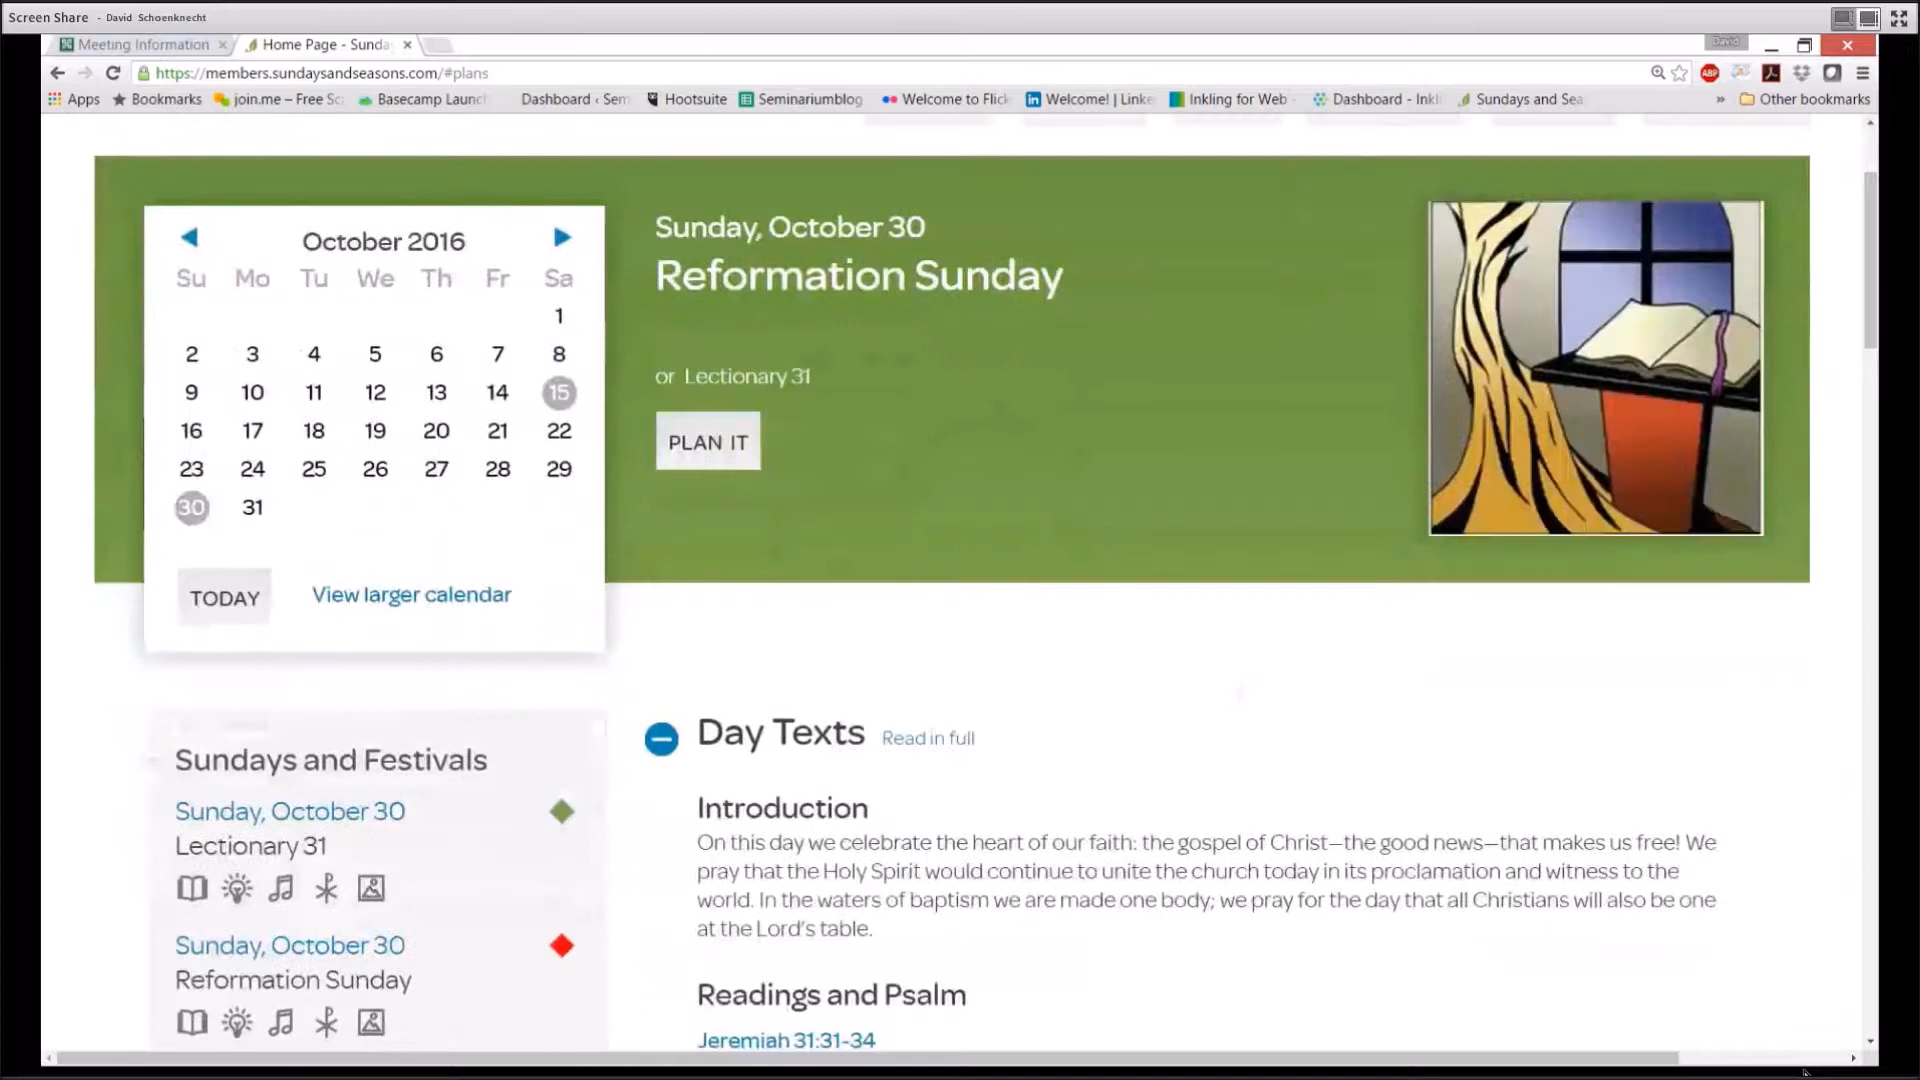 Screen Share - David Schoenknecht
Meeting Information
Home Page - Sunda
David
https://members.sundaysandseasons.com/#plans
ABP
Apps Bookmarks join.me – Free Sc Basecamp Launch Dashboard ‹ Sem Hootsuite Seminariumblog Welcome to Flick Welcome! | Linke Inkling for Web - Dashboard - Inkli Sundays and Sea » Other bookmarks
October 2016
Su Mo Tu We Th Fr Sa
1
2 3 4 5 6 7 8
9 10 11 12 13 14 15
16 17 18 19 20 21 22
23 24 25 26 27 28 29
30 31
TODAY View larger calendar
Sunday, October 30
Reformation Sunday
or Lectionary 31
PLAN IT
Sundays and Festivals
Sunday, October 30
Lectionary 31
Sunday, October 30
Reformation Sunday
Day Texts Read in full
Introduction
On this day we celebrate the heart of our faith: the gospel of Christ—the good news—that makes us free! We
pray that the Holy Spirit would continue to unite the church today in its proclamation and witness to the
world. In the waters of baptism we are made one body; we pray for the day that all Christians will also be one
at the Lord's table.
Readings and Psalm
Jeremiah 31:31-34